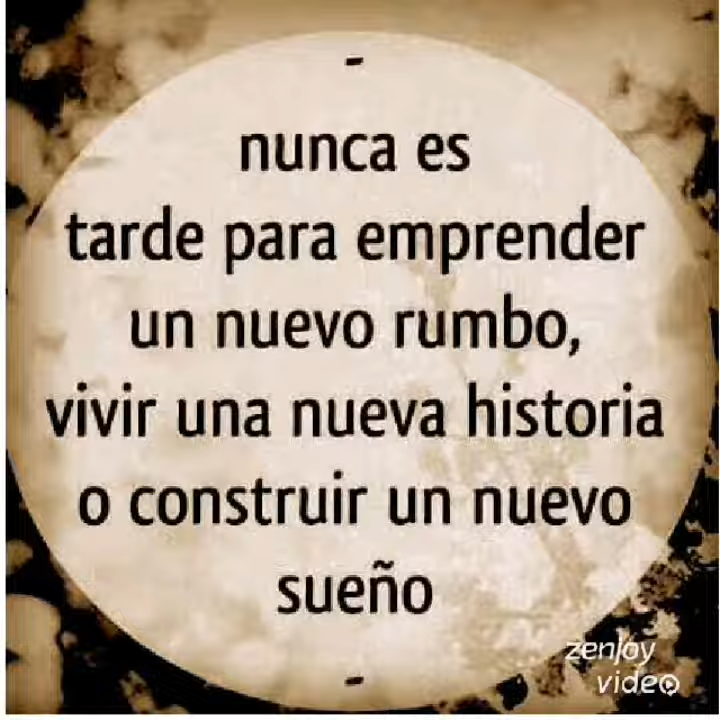 -
nunca es
tarde para emprender
un nuevo rumbo,
vivir una nueva historia
o construir un nuevo
sueño
-
zenjoy
video